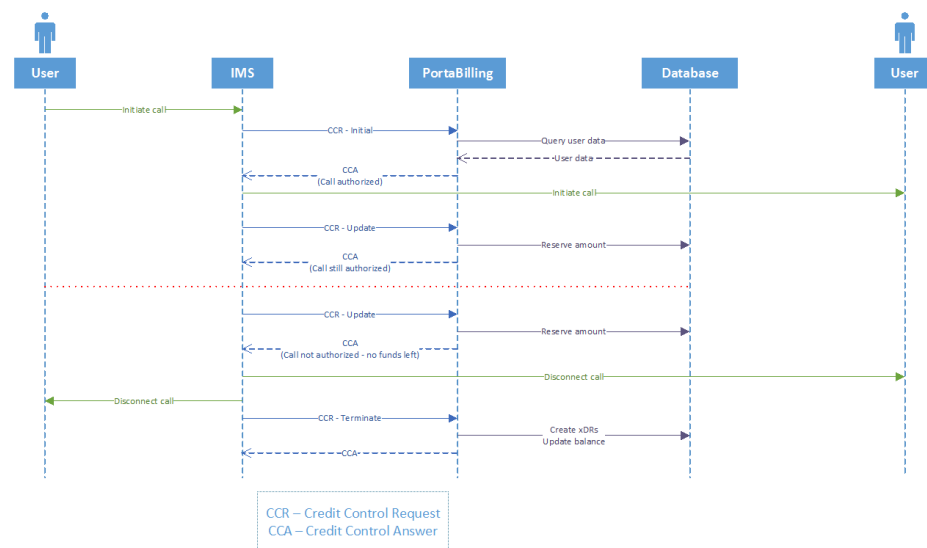 User
IMS
PortaBilling
Database
User
Initiate call
CCR - Initial
Query user data
User data
CCA
(Call authorized)
Initiate call
CCR - Update
Reserve amount
CCA
(Call still authorized)
CCR - Update
Reserve amount
CCA
(Call not authorized - no funds left)
Disconnect call
Disconnect call
CCR - Terminate
Create xDRs
Update balance
CCA
CCR – Credit Control Request
CCA – Credit Control Answer